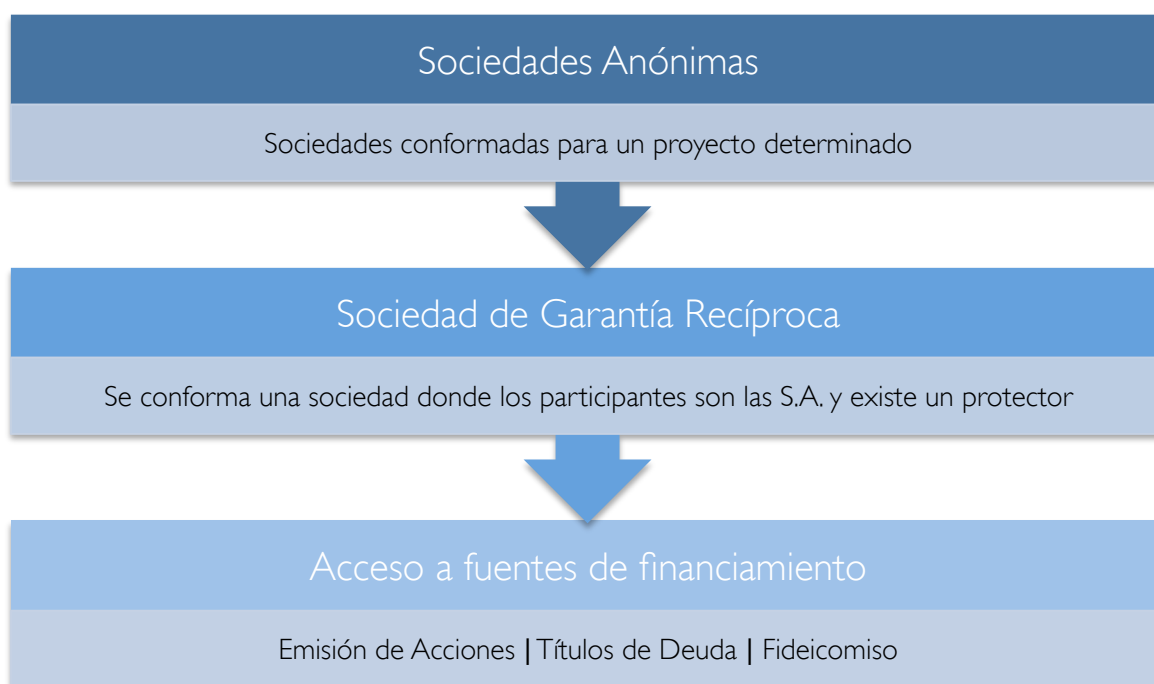 Sociedades Anónimas
Sociedades conformadas para un proyecto determinado
Sociedad de Garantía Recíproca
Se conforma una sociedad donde los participantes son las S.A. y existe un protector
Acceso a fuentes de financiamiento
Emisión de Acciones | Títulos de Deuda | Fideicomiso